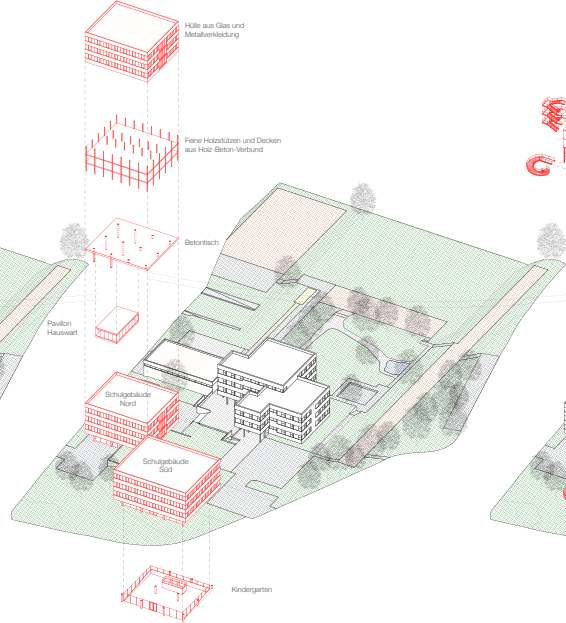 Hülle aus Glas und
Metallverkleidung
Feine Holzstützen und Decken
aus Holz-Beton-Verbund
Betontisch
Pavillon
Hauswart
Schulgebäude
Nord
Schulgebäude
Süd
Kindergarten